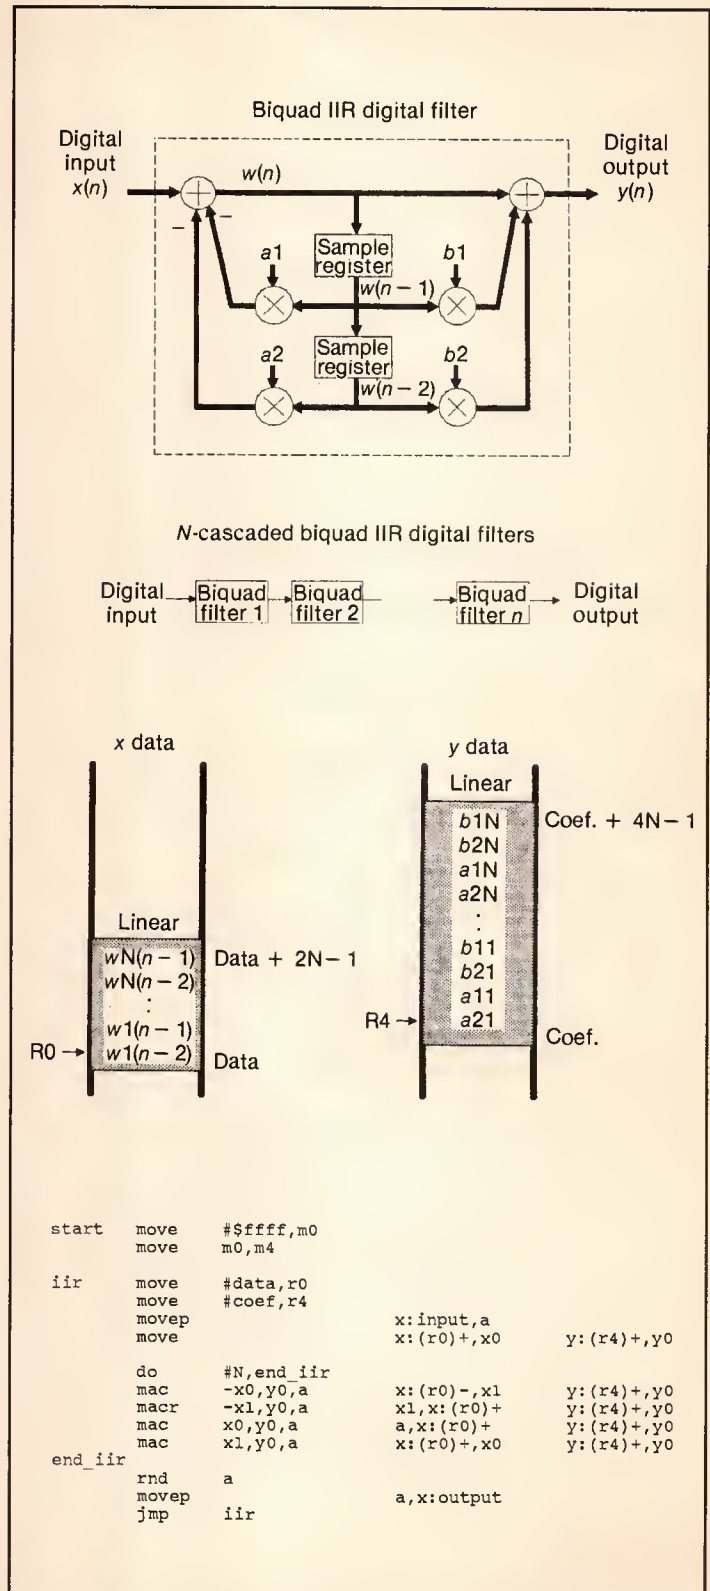 Biquad IIR digital filter
Digital
input
x(n)
Digital
output
y(n)
w(n)
+
+
−
−
a1
Sample
register
b1
w(n − 1)
×
×
a2
Sample
register
b2
w(n − 2)
×
×
N-cascaded biquad IIR digital filters
Digital
input
Biquad
filter 1
Biquad
filter 2
Biquad
filter n
Digital
output
x data
Linear
wN(n − 1)
wN(n − 2)
:
w1(n − 1)
w1(n − 2)
Data + 2N − 1
R0
Data
y data
Linear
b1N
b2N
a1N
a2N
:
b11
b21
a11
a21
Coef. + 4N − 1
R4
Coef.
start move #$ffff,m0
move m0,m4
iir move #data,r0
move #coef,r4
movep x:input,a
move x:(r0)+,x0 y:(r4)+,y0
do #N,end_iir
mac -x0,y0,a x:(r0)-,x1 y:(r4)+,y0
macr -x1,y0,a x1,x:(r0)+ y:(r4)+,y0
mac x0,y0,a a,x:(r0)+ y:(r4)+,y0
mac x1,y0,a x:(r0)+,x0 y:(r4)+,y0
end_iir
rnd a
movep a,x:output
jmp iir